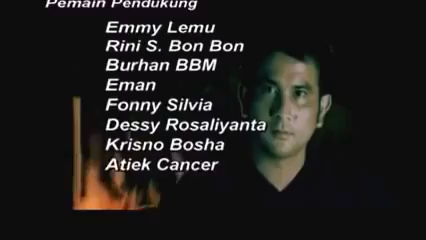 Pemain Pendukung
Emmy Lemu
Rini S. Bon Bon
Burhan BBM
Eman
Fonny Silvia
Dessy Rosaliyanta
Krisno Bosha
Atiek Cancer